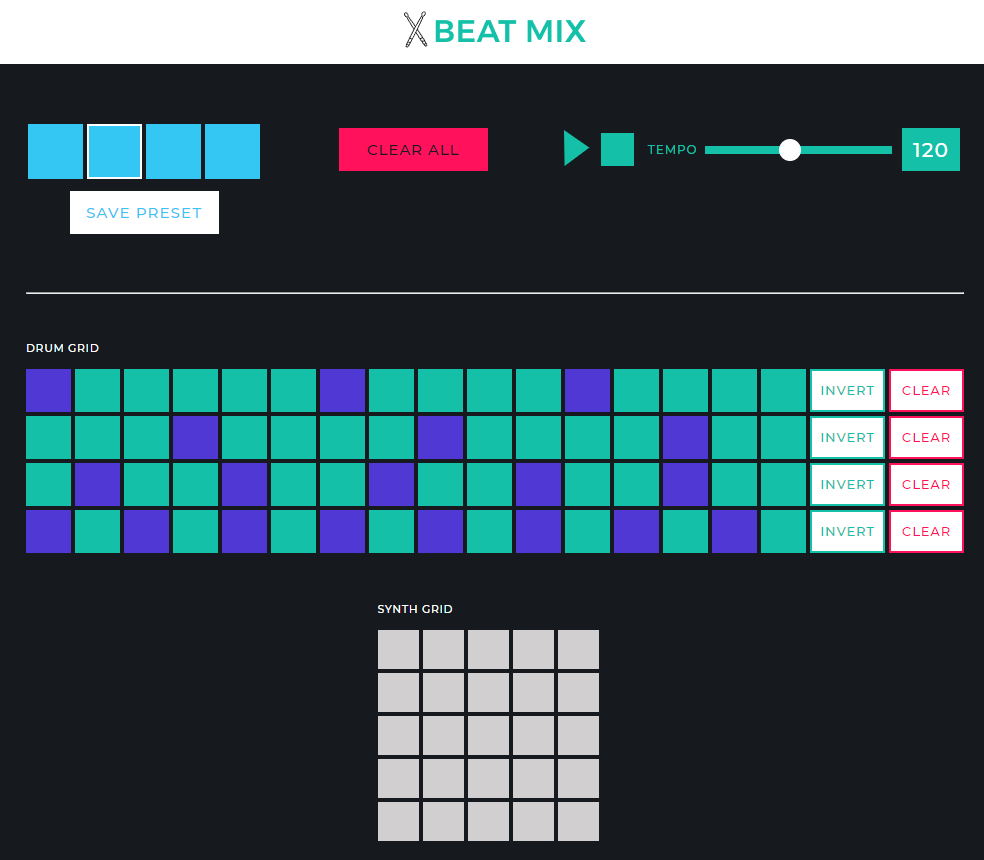 BEAT MIX
CLEAR ALL
TEMPO
120
SAVE PRESET
DRUM GRID
INVERT CLEAR
INVERT CLEAR
INVERT CLEAR
INVERT CLEAR
SYNTH GRID